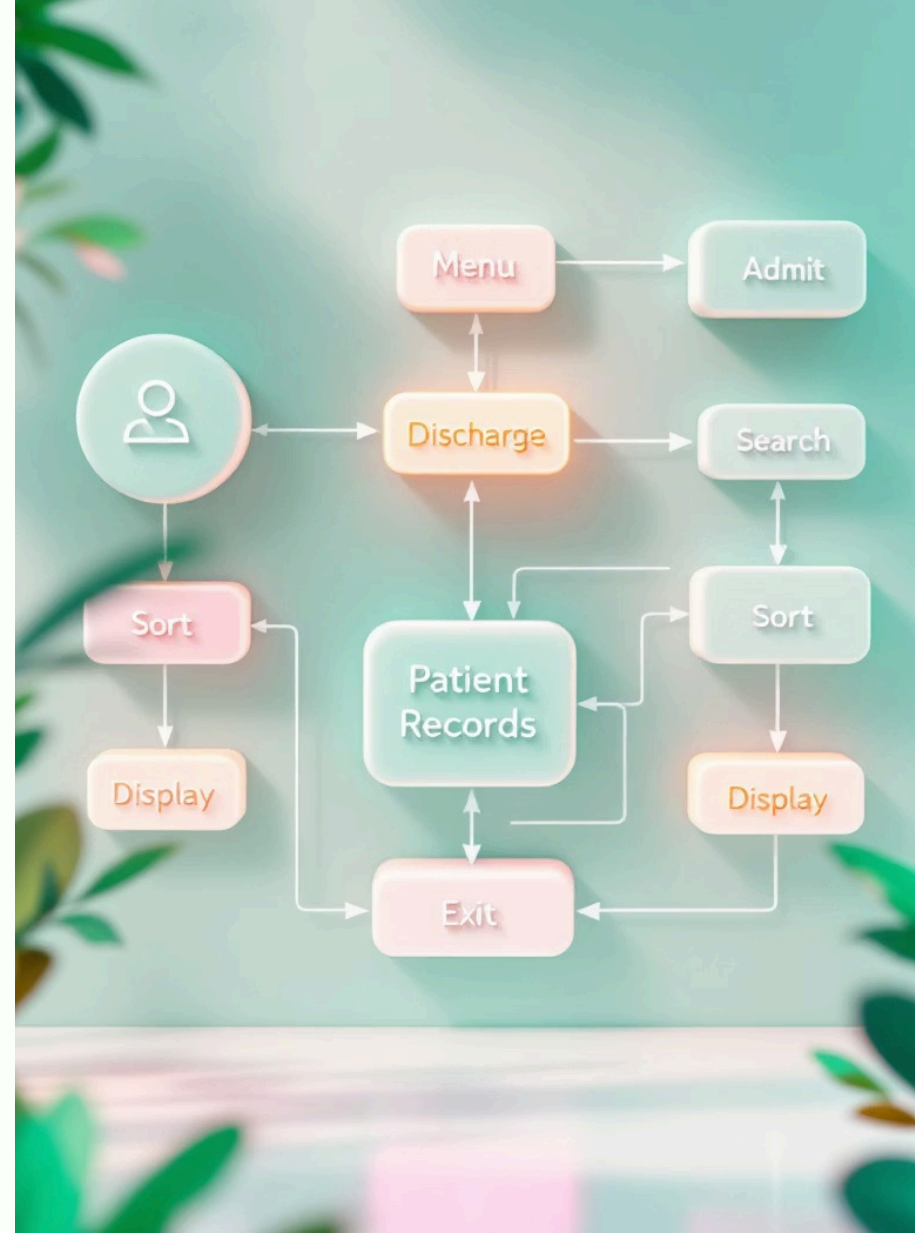 Menu
Admit
Discharge
Search
Sort
Sort
Patient
Records
Display
Display
Exit